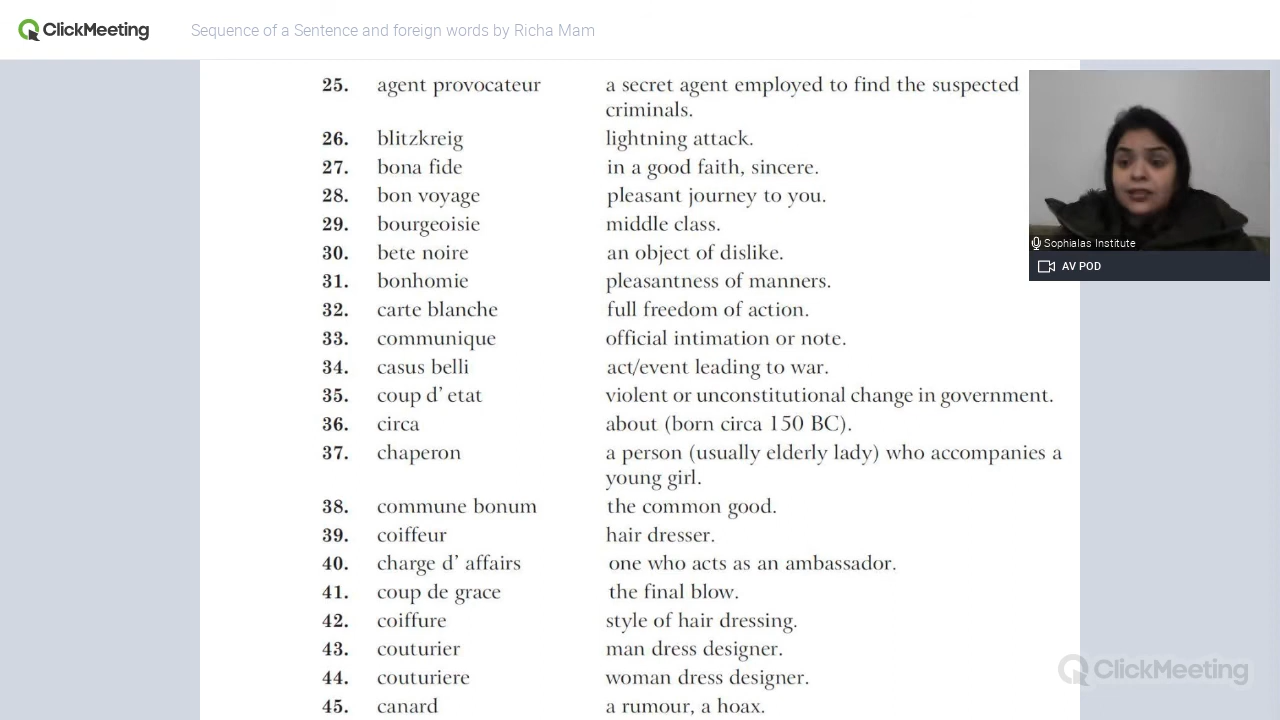 ClickMeeting Sequence of a Sentence and foreign words by Richa Mam
25. agent provocateur a secret agent employed to find the suspected
criminals.
26. blitzkreig lightning attack.
27. bona fide in a good faith, sincere.
28. bon voyage pleasant journey to you.
29. bourgeoisie middle class.
30. bete noire an object of dislike.
31. bonhomie pleasantness of manners.
32. carte blanche full freedom of action.
33. communique official intimation or note.
34. casus belli act/event leading to war.
35. coup d' etat violent or unconstitutional change in government.
36. circa about (born circa 150 BC).
37. chaperon a person (usually elderly lady) who accompanies a
young girl.
38. commune bonum the common good.
39. coiffeur hair dresser.
40. charge d' affairs one who acts as an ambassador.
41. coup de grace the final blow.
42. coiffure style of hair dressing.
43. couturier man dress designer.
44. couturiere woman dress designer.
45. canard a rumour, a hoax.
Sophialas Institute
AV POD
ClickMeeting